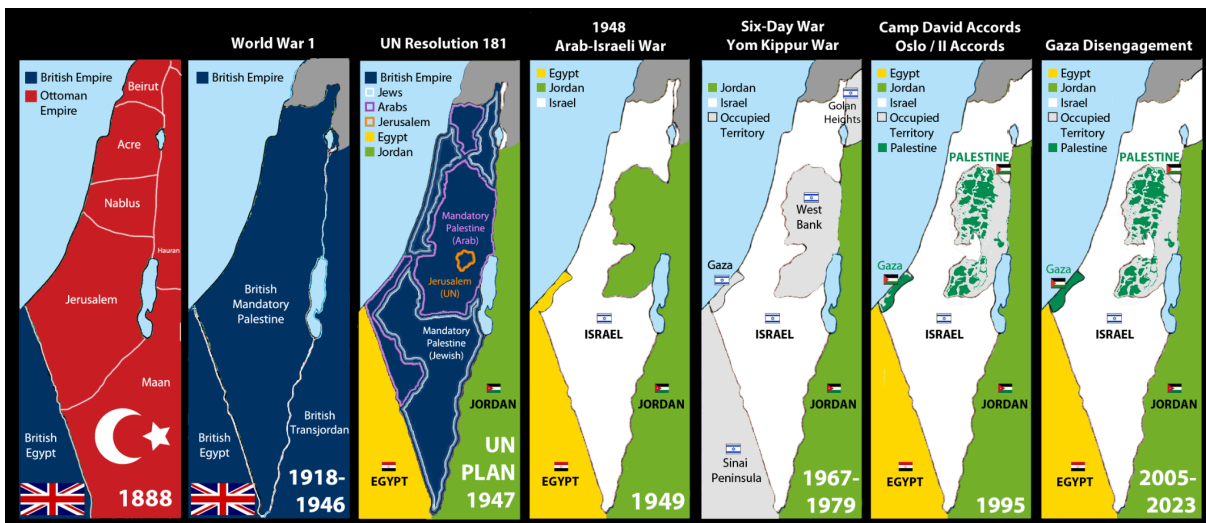 British Empire
Ottoman
Empire
Beirut
Acre
Nablus
Hauran
Jerusalem
Maan
British
Egypt
1888
World War 1
British Empire
British
Mandatory
Palestine
British
Transjordan
British
Egypt
1918-
1946
UN Resolution 181
British Empire
Jews
Arabs
Jerusalem
Egypt
Jordan
Mandatory
Palestine
(Arab)
Jerusalem
(UN)
Mandatory
Palestine
(Jewish)
JORDAN
EGYPT
UN
PLAN
1947
1948
Arab-Israeli War
Egypt
Jordan
Israel
ISRAEL
JORDAN
EGYPT
1949
Six-Day War
Yom Kippur War
Jordan
Israel
Occupied
Territory
Golan
Heights
West
Bank
Gaza
ISRAEL
JORDAN
Sinai
Peninsula
1967-
1979
Camp David Accords
Oslo / II Accords
Egypt
Jordan
Israel
Occupied
Territory
Palestine
PALESTINE
Gaza
ISRAEL
JORDAN
EGYPT
1995
Gaza Disengagement
Egypt
Jordan
Israel
Occupied
Territory
Palestine
PALESTINE
Gaza
ISRAEL
JORDAN
EGYPT
2005-
2023